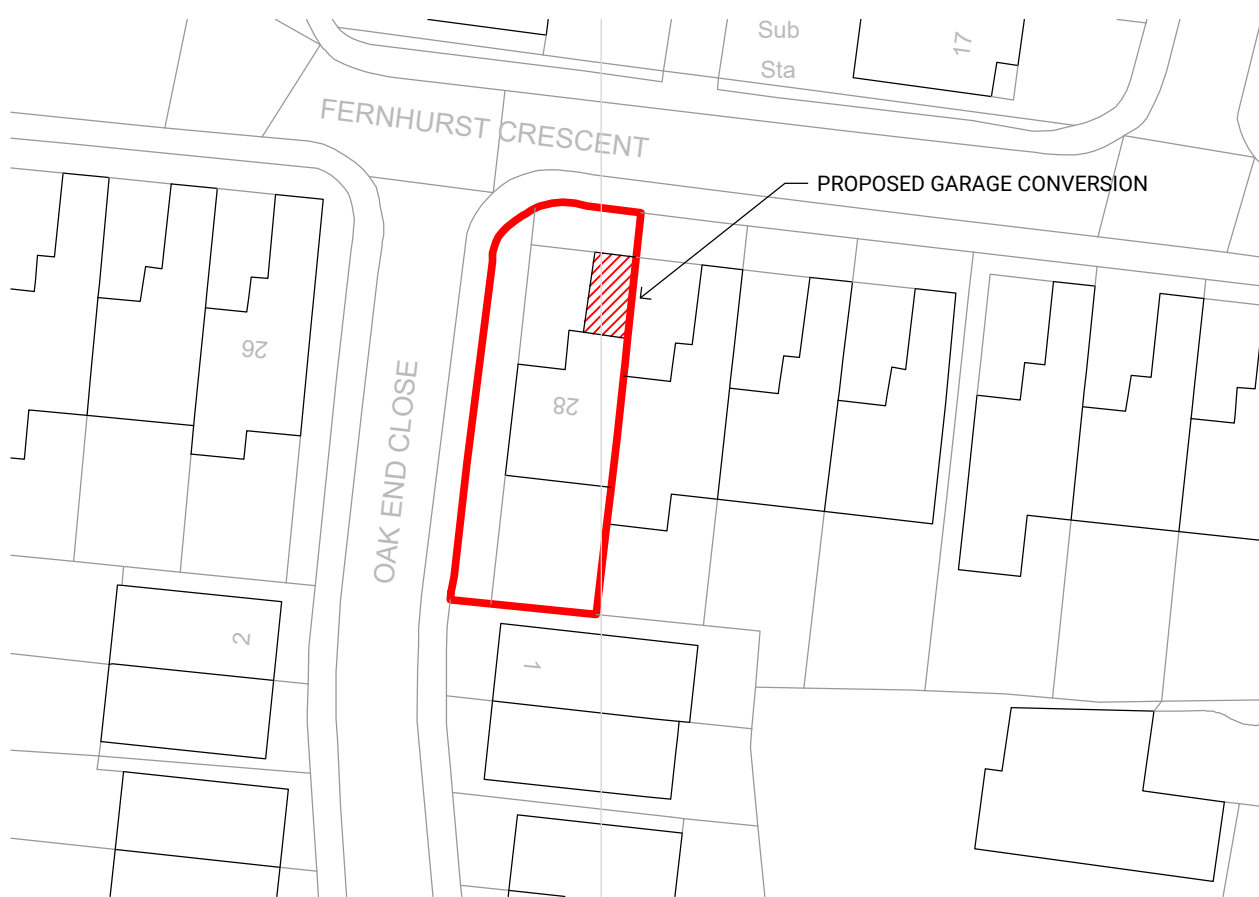 Sub
Sta
17
FERNHURST CRESCENT
PROPOSED GARAGE CONVERSION
26
OAK END CLOSE
28
2
1